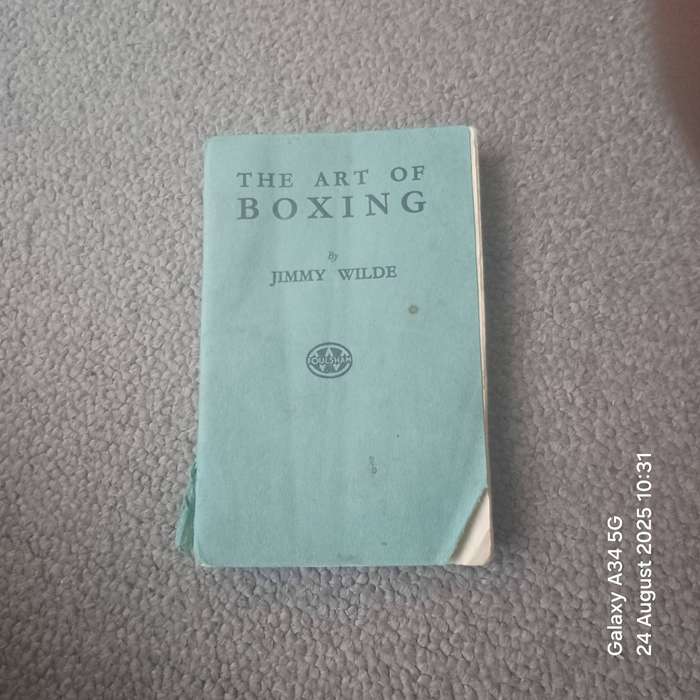 THE ART OF
BOXING
By
JIMMY WILDE
FOULSHAM
Galaxy A34 5G
24 August 2025 10:31